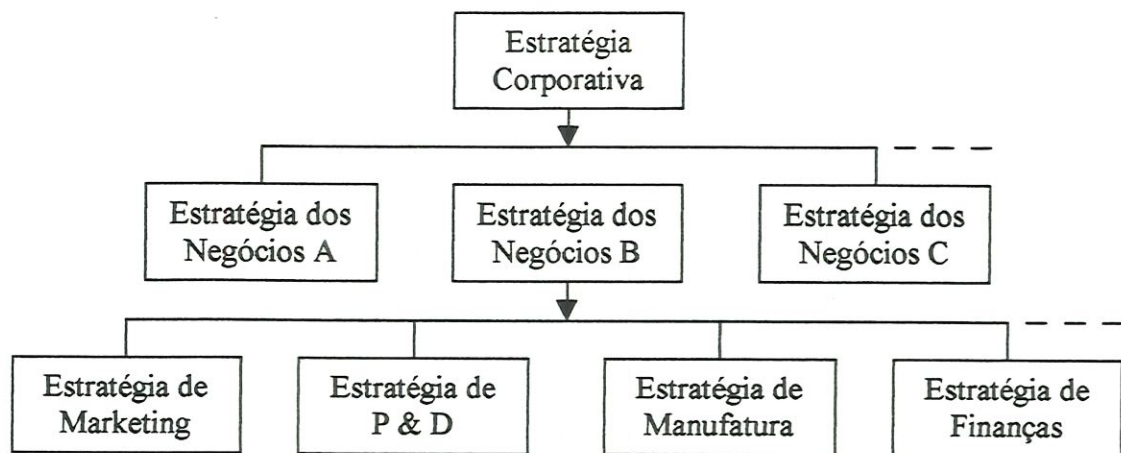 Estratégia
Corporativa
Estratégia dos
Negócios A
Estratégia dos
Negócios B
Estratégia dos
Negócios C
Estratégia de
Marketing
Estratégia de
P & D
Estratégia de
Manufatura
Estratégia de
Finanças